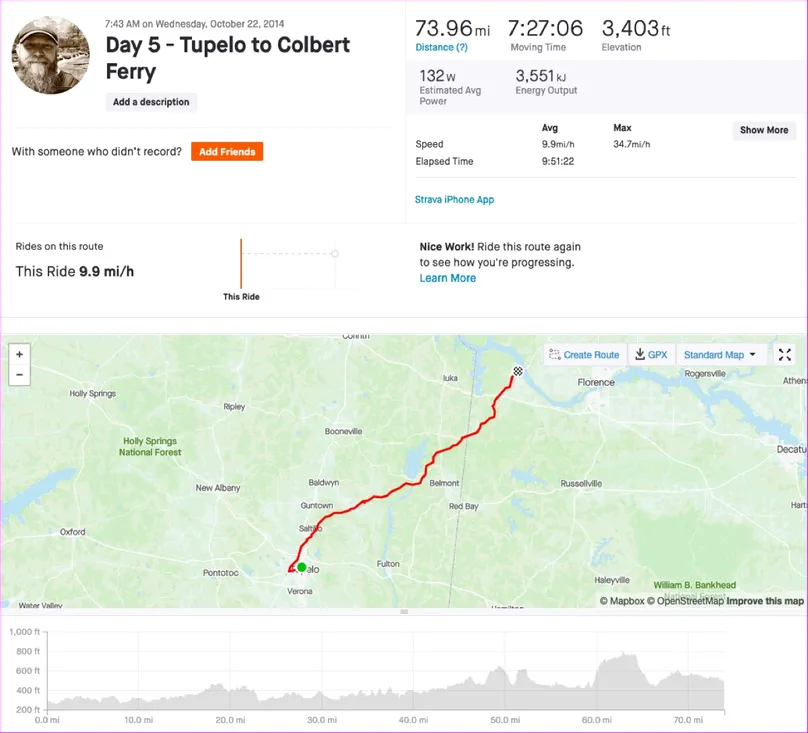 7:43 AM on Wednesday, October 22, 2014
Day 5 - Tupelo to Colbert
Ferry
Add a description
With someone who didn't record?
Add Friends
73.96 mi
7:27:06
3,403 ft
Distance (?)
Moving Time
Elevation
132 W
3,551 kJ
Estimated Avg
Power
Energy Output
Avg
Max
Show More
Speed
9.9mi/h
34.7mi/h
Elapsed Time
9:51:22
Strava iPhone App
Rides on this route
This Ride 9.9 mi/h
This Ride
Nice Work! Ride this route again
to see how you're progressing.
Learn More
+
−
Create Route
GPX
Standard Map
Iuka
Florence
Rogersville
Holly Springs
Ripley
Booneville
Holly Springs
National Forest
New Albany
Baldwyn
Guntown
Belmont
Red Bay
Russellville
Oxford
Pontotoc
Fulton
Verona
Haleyville
William B. Bankhead
National Forest
Water Valley
© Mapbox © OpenStreetMap Improve this map
1,000 ft
800 ft
600 ft
400 ft
200 ft
0.0 mi
10.0 mi
20.0 mi
30.0 mi
40.0 mi
50.0 mi
60.0 mi
70.0 mi